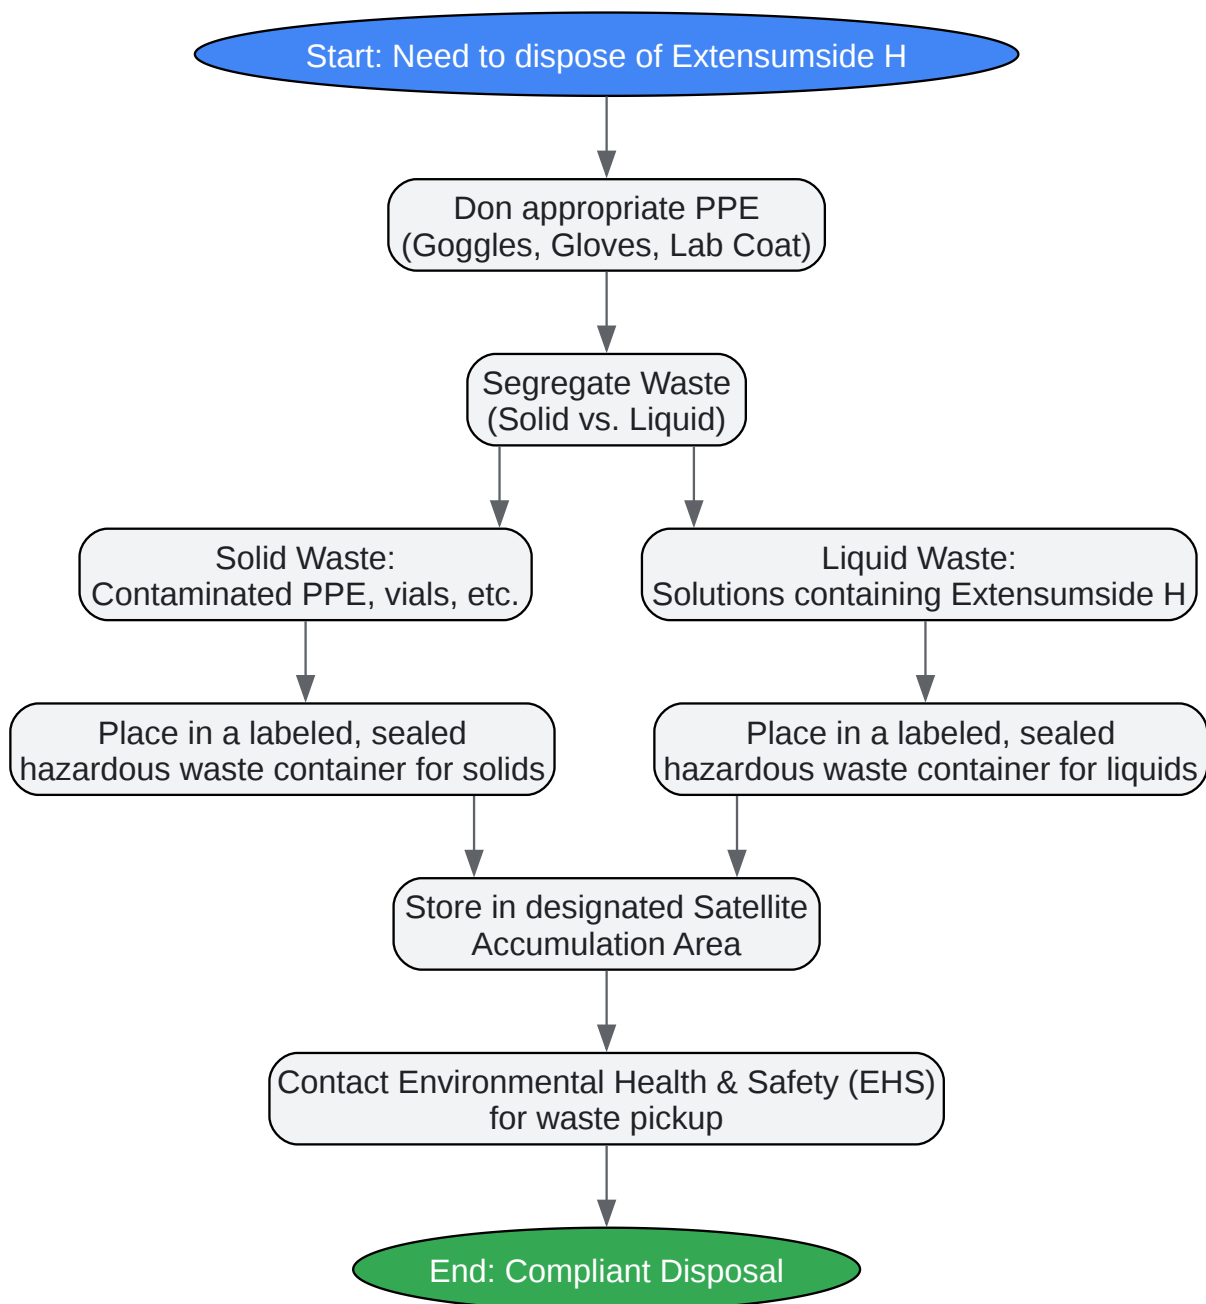 Start: Need to dispose of Extensumside H
Don appropriate PPE
(Goggles, Gloves, Lab Coat)
Segregate Waste
(Solid vs. Liquid)
Solid Waste:
Contaminated PPE, vials, etc.
Liquid Waste:
Solutions containing Extensumside H
Place in a labeled, sealed
hazardous waste container for solids
Place in a labeled, sealed
hazardous waste container for liquids
Store in designated Satellite
Accumulation Area
Contact Environmental Health & Safety (EHS)
for waste pickup
End: Compliant Disposal